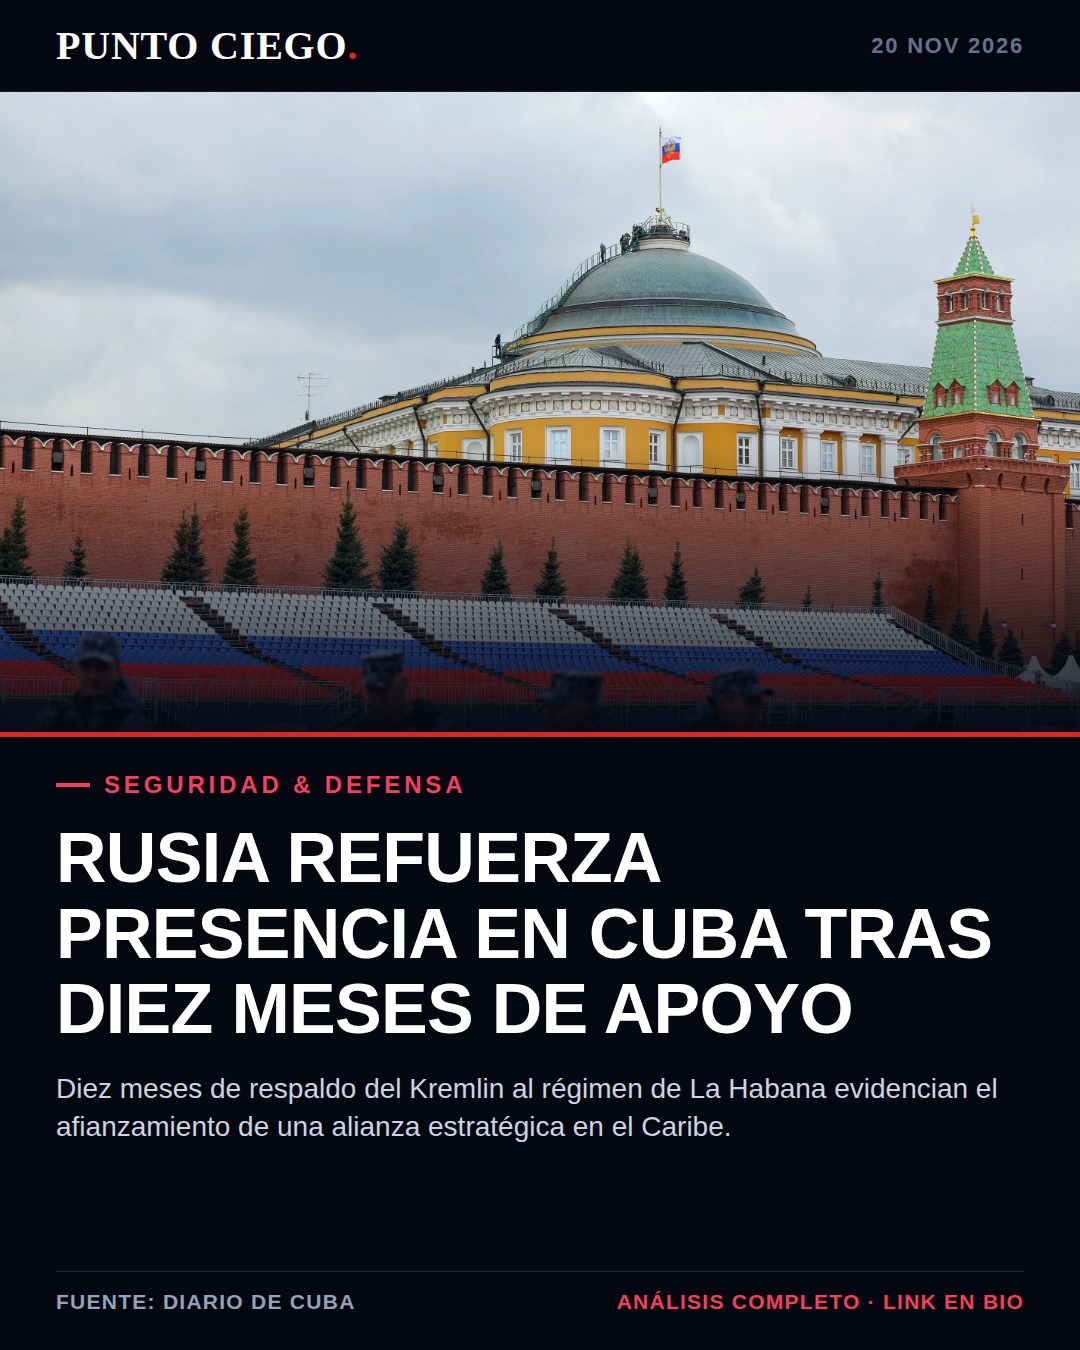 PUNTO CIEGO.
20 NOV 2026
SEGURIDAD & DEFENSA
RUSIA REFUERZA
PRESENCIA EN CUBA TRAS
DIEZ MESES DE APOYO
Diez meses de respaldo del Kremlin al régimen de La Habana evidencian el
afianzamiento de una alianza estratégica en el Caribe.
FUENTE: DIARIO DE CUBA
ANÁLISIS COMPLETO · LINK EN BIO